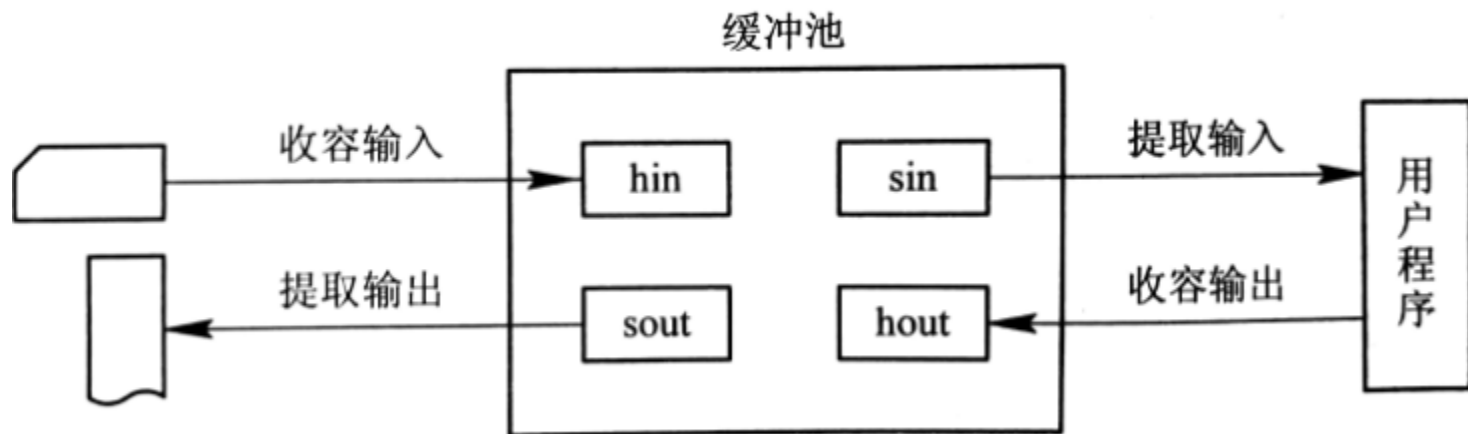 缓冲池
收容输入
hin
sin
提取输入
用户程序
提取输出
sout
hout
收容输出